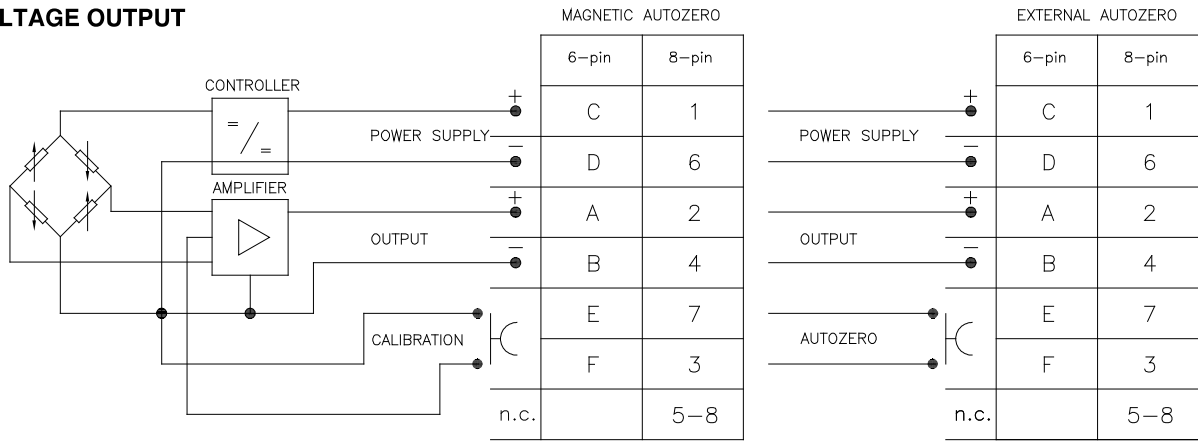 LTAGE OUTPUT
MAGNETIC AUTOZERO
EXTERNAL AUTOZERO
6-pin 8-pin
6-pin 8-pin
CONTROLLER
= / =
POWER SUPPLY
+ C 1
- D 6
POWER SUPPLY
+ C 1
- D 6
AMPLIFIER
OUTPUT
+ A 2
- B 4
OUTPUT
+ A 2
- B 4
CALIBRATION
E 7
F 3
AUTOZERO
E 7
F 3
n.c. 5-8
n.c. 5-8